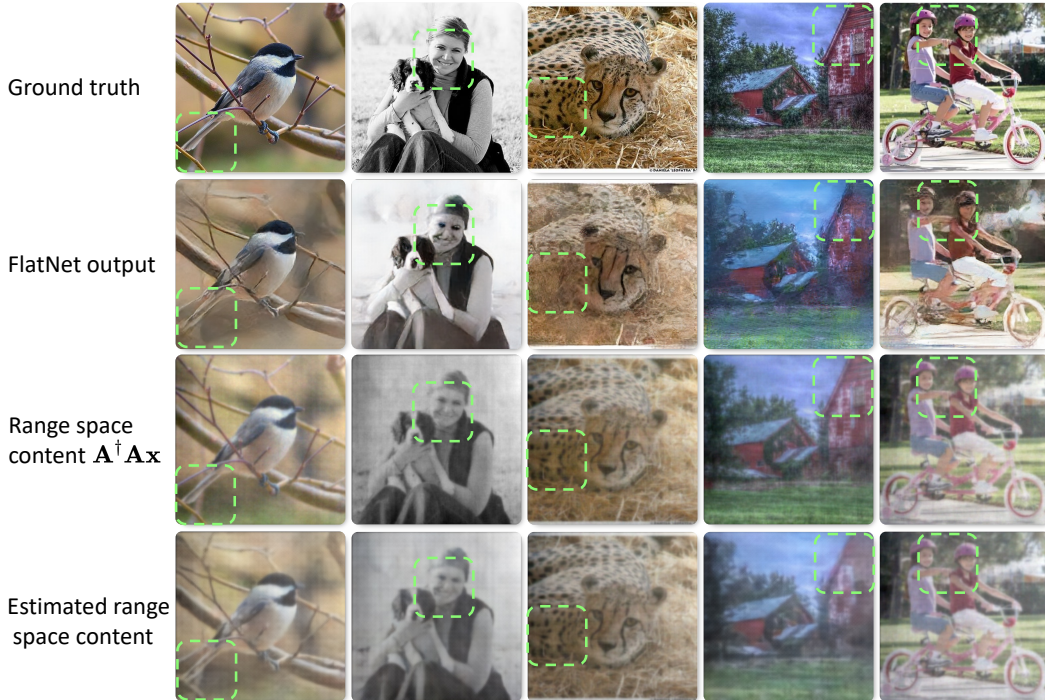 Ground truth
FlatNet output
Range space
content A†Ax
Estimated range
space content